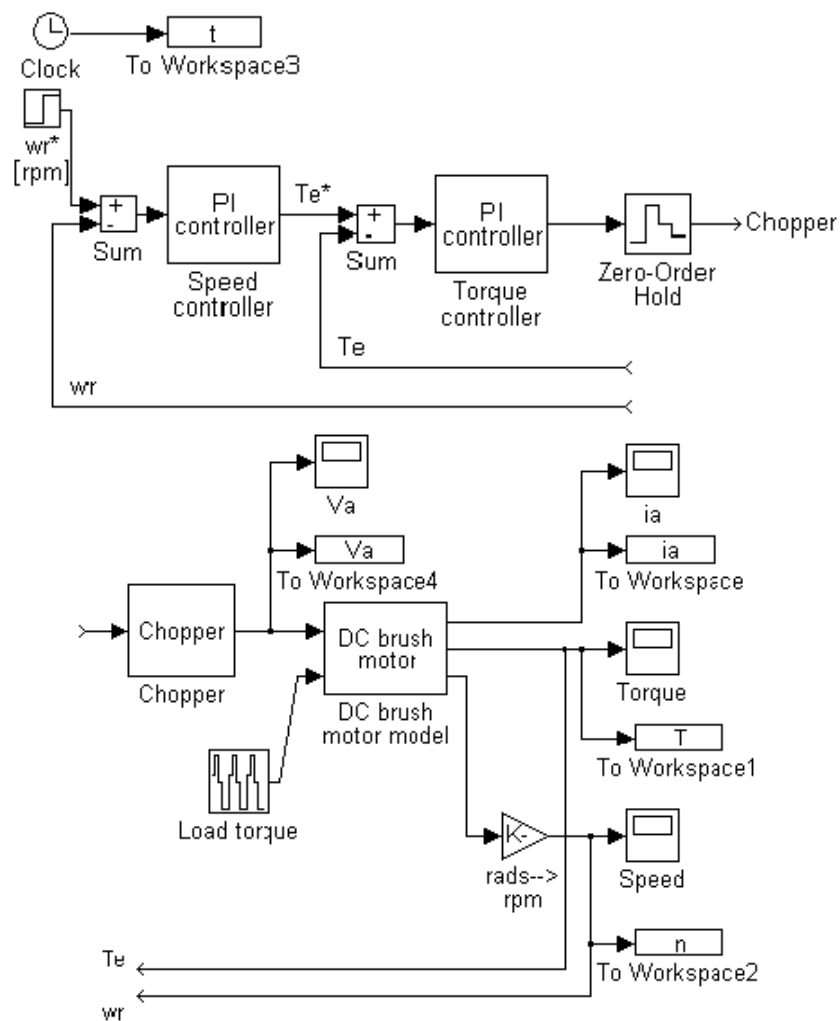 t
Clock
To Workspace3
wr*
[rpm]
+
-
Sum
PI
controller
Speed
controller
Te*
+
-
Sum
PI
controller
Torque
controller
Zero-Order
Hold
Chopper
Te
wr
Va
Va
To Workspace4
ia
ia
To Workspace
Chopper
Chopper
DC brush
motor
DC brush
motor model
Torque
T
To Workspace1
Load torque
K-
rads-->
rpm
Speed
n
To Workspace2
Te
wr